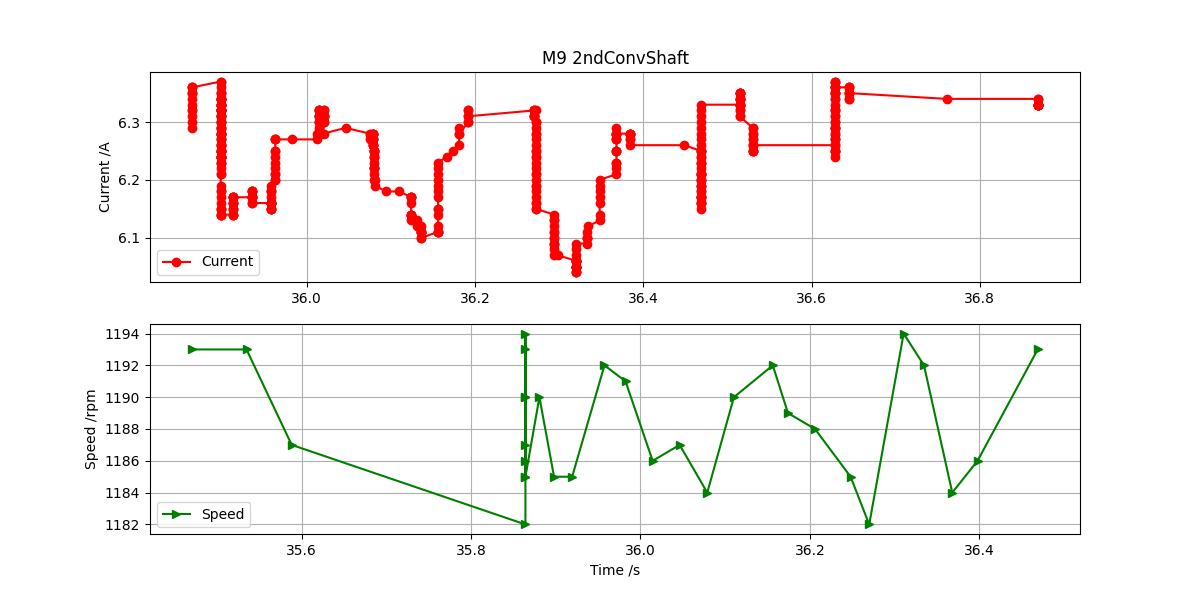 M9 2ndConvShaft
Current /A
6.3
6.2
6.1
Current
36.0 36.2 36.4 36.6 36.8
Speed /rpm
1194
1192
1190
1188
1186
1184
1182
Speed
35.6 35.8 36.0 36.2 36.4
Time /s